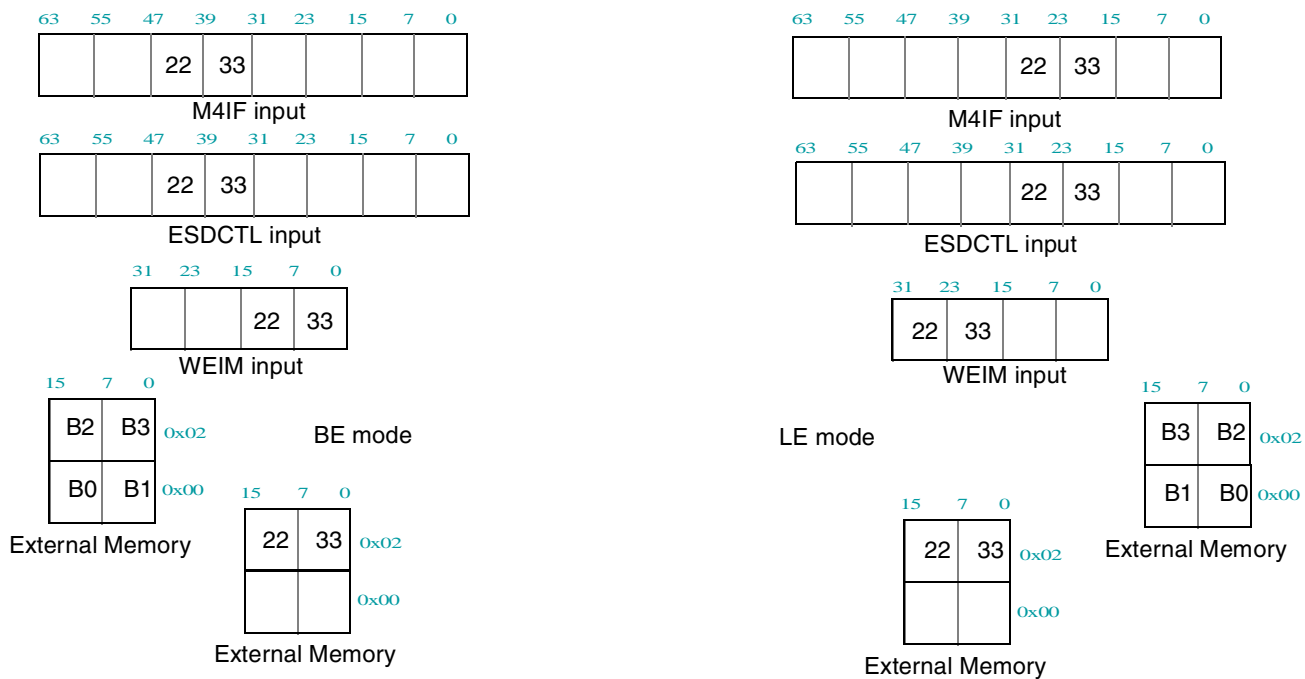 63 55 47 39 31 23 15 7 0
22 33
M4IF input
63 55 47 39 31 23 15 7 0
22 33
ESDCTL input
31 23 15 7 0
22 33
WEIM input
15 7 0
B2 B3 0x02
B0 B1 0x00
External Memory
BE mode
15 7 0
22 33 0x02
0x00
External Memory
63 55 47 39 31 23 15 7 0
22 33
M4IF input
63 55 47 39 31 23 15 7 0
22 33
ESDCTL input
31 23 15 7 0
22 33
WEIM input
LE mode
15 7 0
B3 B2 0x02
B1 B0 0x00
External Memory
15 7 0
22 33 0x02
0x00
External Memory